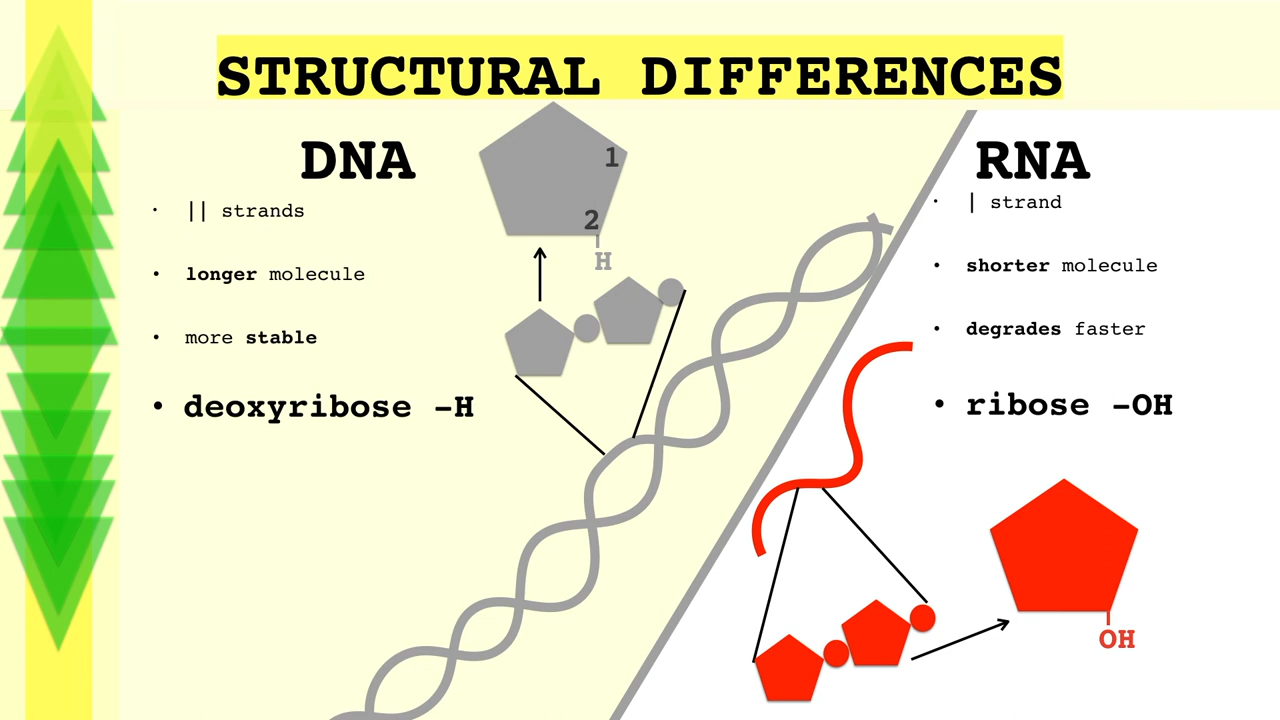 STRUCTURAL DIFFERENCES
DNA
• || strands
• longer molecule
• more stable
• deoxyribose -H
1
2
H
RNA
• | strand
• shorter molecule
• degrades faster
• ribose -OH
OH